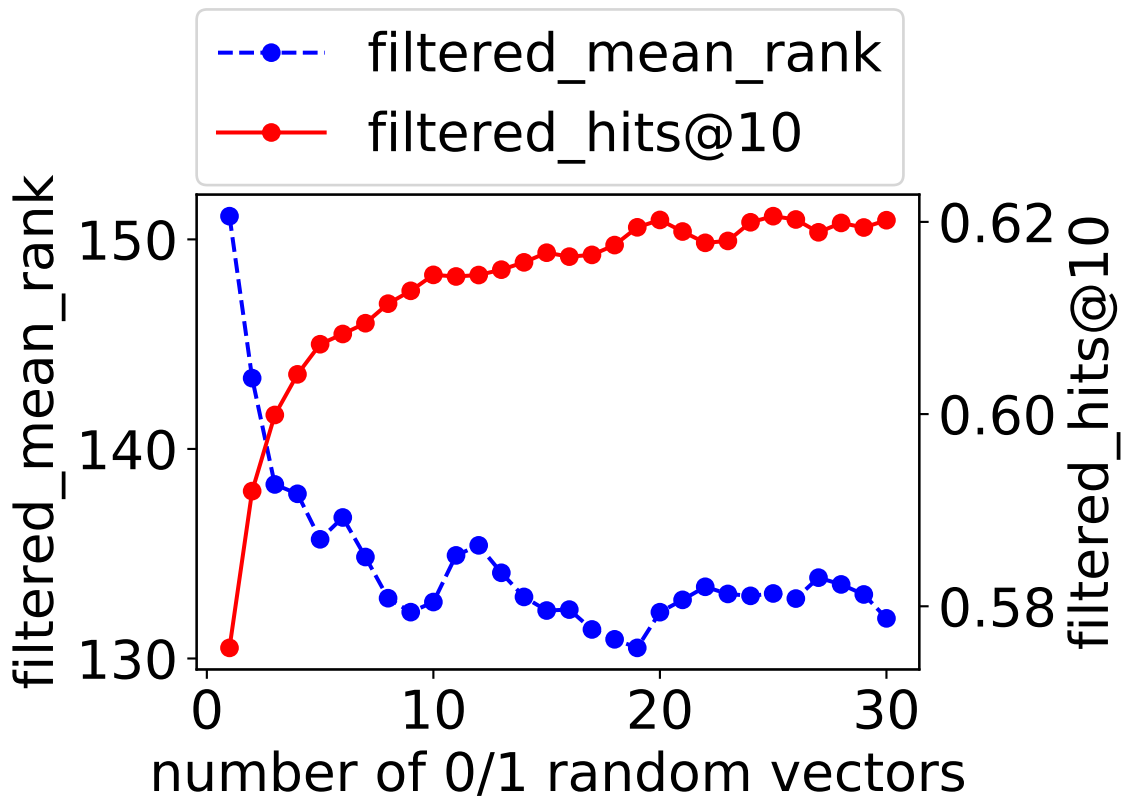 filtered_mean_rank
filtered_hits@10
filtered_mean_rank
150
140
130
0.62
0.60
0.58
filtered_hits@10
0 10 20 30
number of 0/1 random vectors